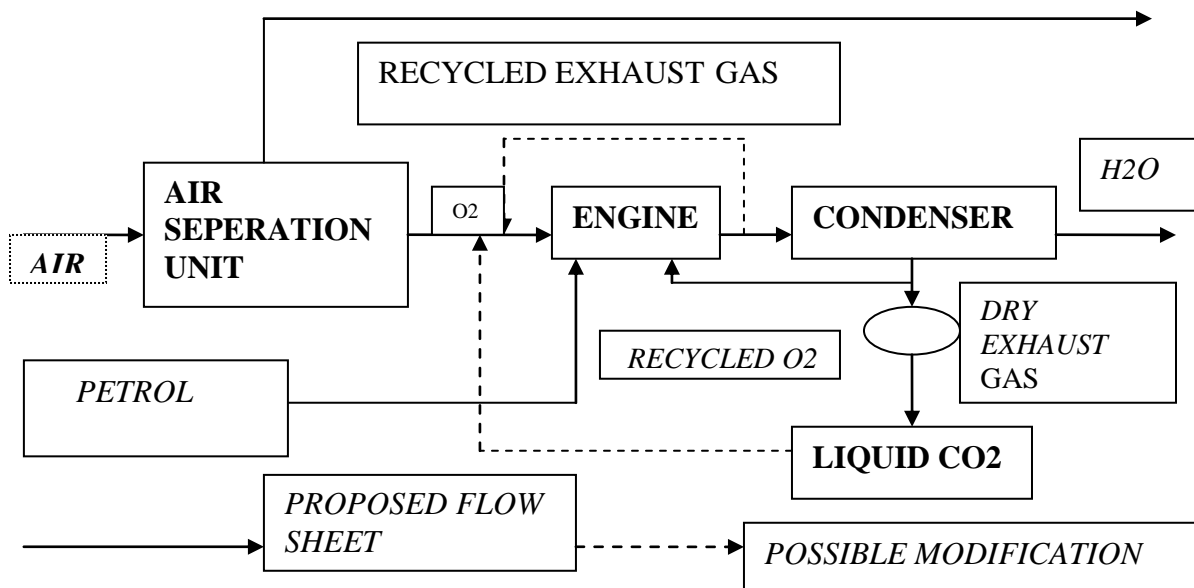 RECYCLED EXHAUST GAS
H2O
AIR
SEPERATION
UNIT
O2
ENGINE
CONDENSER
AIR
DRY
EXHAUST
GAS
RECYCLED O2
PETROL
LIQUID CO2
PROPOSED FLOW
SHEET
POSSIBLE MODIFICATION